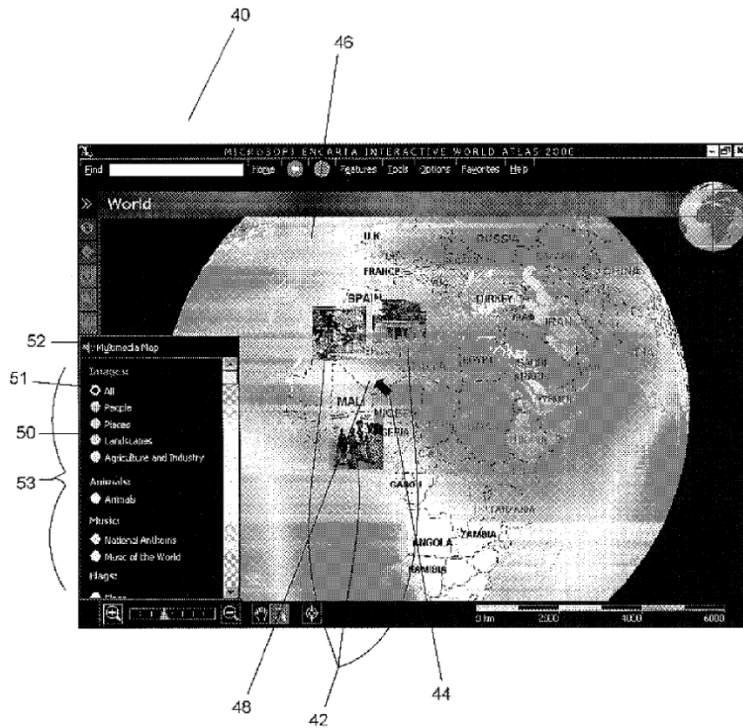 40
46
MICROSOFT ENCARTA INTERACTIVE WORLD ATLAS 2000
Find Home Features Tools Options Favorites Help
World
U.K.
RUSSIA
FRANCE
SPAIN
TURKEY
IRAN
52
Multimedia Map
EGYPT
51
Images:
All
MALI
People
NIGER
50
Places
Landscapes
53
Agriculture and Industry
GABON
Animals:
Animals
TANZANIA
Music:
National Anthems
ANGOLA
ZAMBIA
Music of the World
NAMIBIA
Flags:
Flags
0 km 2000 4000 6000
48
42
44